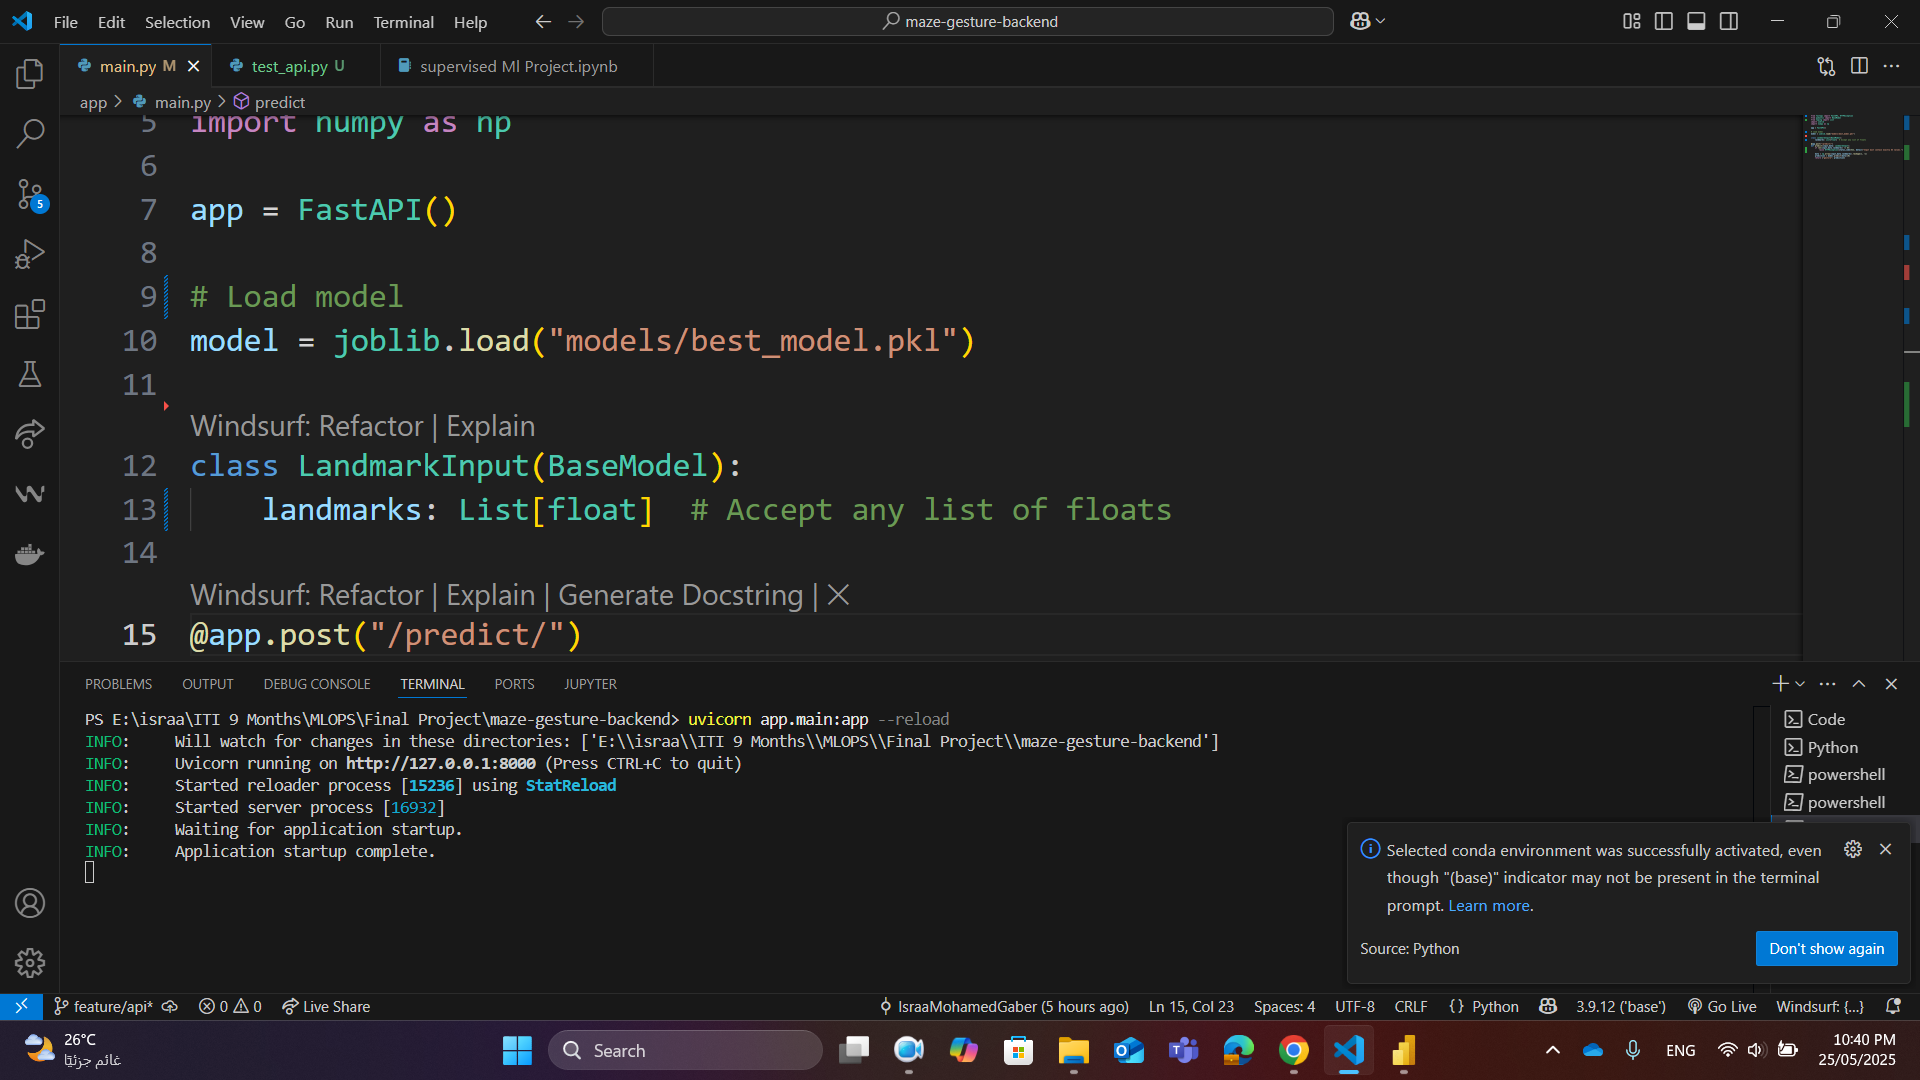 File Edit Selection View Go Run Terminal Help
maze-gesture-backend
main.py M
test_api.py U
supervised Ml Project.ipynb
app > main.py > predict
5 import numpy as np
6
7 app = FastAPI()
8
9 # Load model
10 model = joblib.load("models/best_model.pkl")
11
Windsurf: Refactor | Explain
12 class LandmarkInput(BaseModel):
13 landmarks: List[float] # Accept any list of floats
14
Windsurf: Refactor | Explain | Generate Docstring | X
15 @app.post("/predict/")
5
PROBLEMS OUTPUT DEBUG CONSOLE TERMINAL PORTS JUPYTER
PS E:\israa\ITI 9 Months\MLOPS\Final Project\maze-gesture-backend> uvicorn app.main:app --reload
INFO: Will watch for changes in these directories: ['E:\\israa\\ITI 9 Months\\MLOPS\\Final Project\\maze-gesture-backend']
INFO: Uvicorn running on http://127.0.0.1:8000 (Press CTRL+C to quit)
INFO: Started reloader process [15236] using StatReload
INFO: Started server process [16932]
INFO: Waiting for application startup.
INFO: Application startup complete.
Code
Python
powershell
powershell
Selected conda environment was successfully activated, even
though "(base)" indicator may not be present in the terminal
prompt. Learn more.
Source: Python
Don't show again
feature/api* 0 0 Live Share
IsraaMohamedGaber (5 hours ago) Ln 15, Col 23 Spaces: 4 UTF-8 CRLF {} Python 3.9.12 ('base') Go Live Windsurf: {...}
26°C
غائم جزئيًا
Search
ENG
10:40 PM
25/05/2025